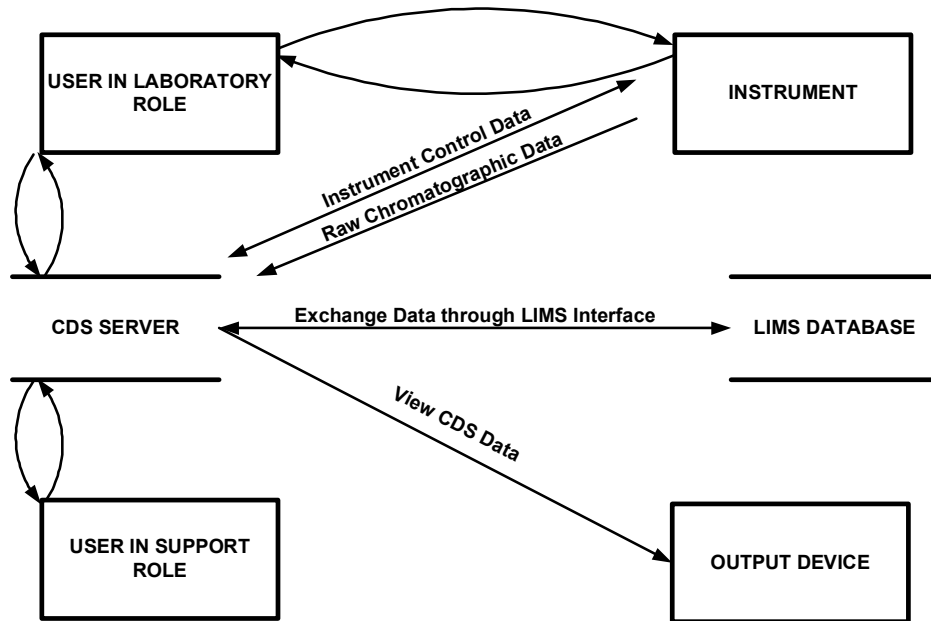 USER IN LABORATORY
ROLE
INSTRUMENT
Instrument Control Data
Raw Chromatographic Data
CDS SERVER
Exchange Data through LIMS Interface
LIMS DATABASE
View CDS Data
USER IN SUPPORT
ROLE
OUTPUT DEVICE